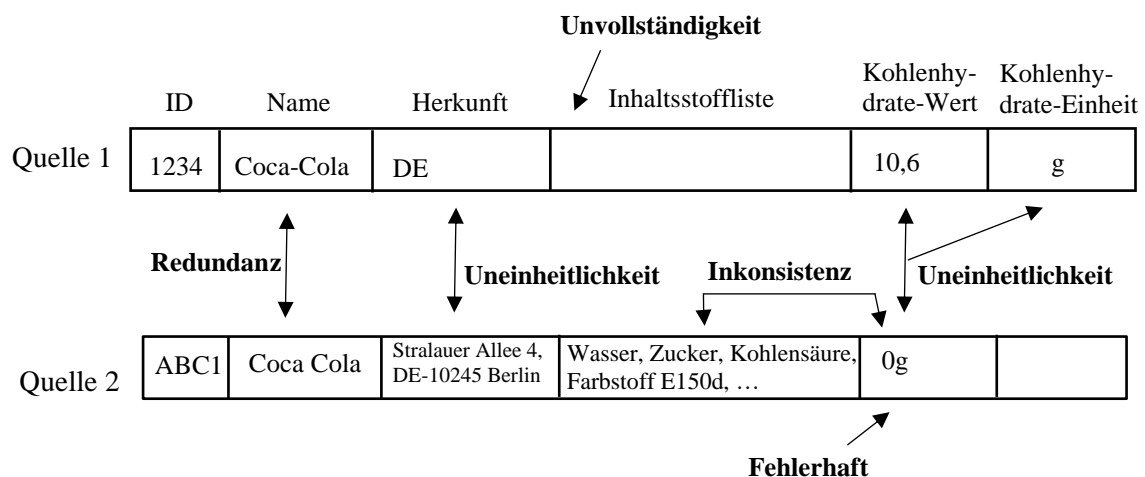 Unvollständigkeit
ID Name Herkunft Inhaltsstoffliste Kohlenhy-
drate-Wert Kohlenhy-
drate-Einheit
Quelle 1 1234 Coca-Cola DE 10,6 g
Redundanz Uneinheitlichkeit Inkonsistenz Uneinheitlichkeit
Quelle 2 ABC1 Coca Cola Stralauer Allee 4,
DE-10245 Berlin Wasser, Zucker, Kohlensäure,
Farbstoff E150d, … 0g
Fehlerhaft